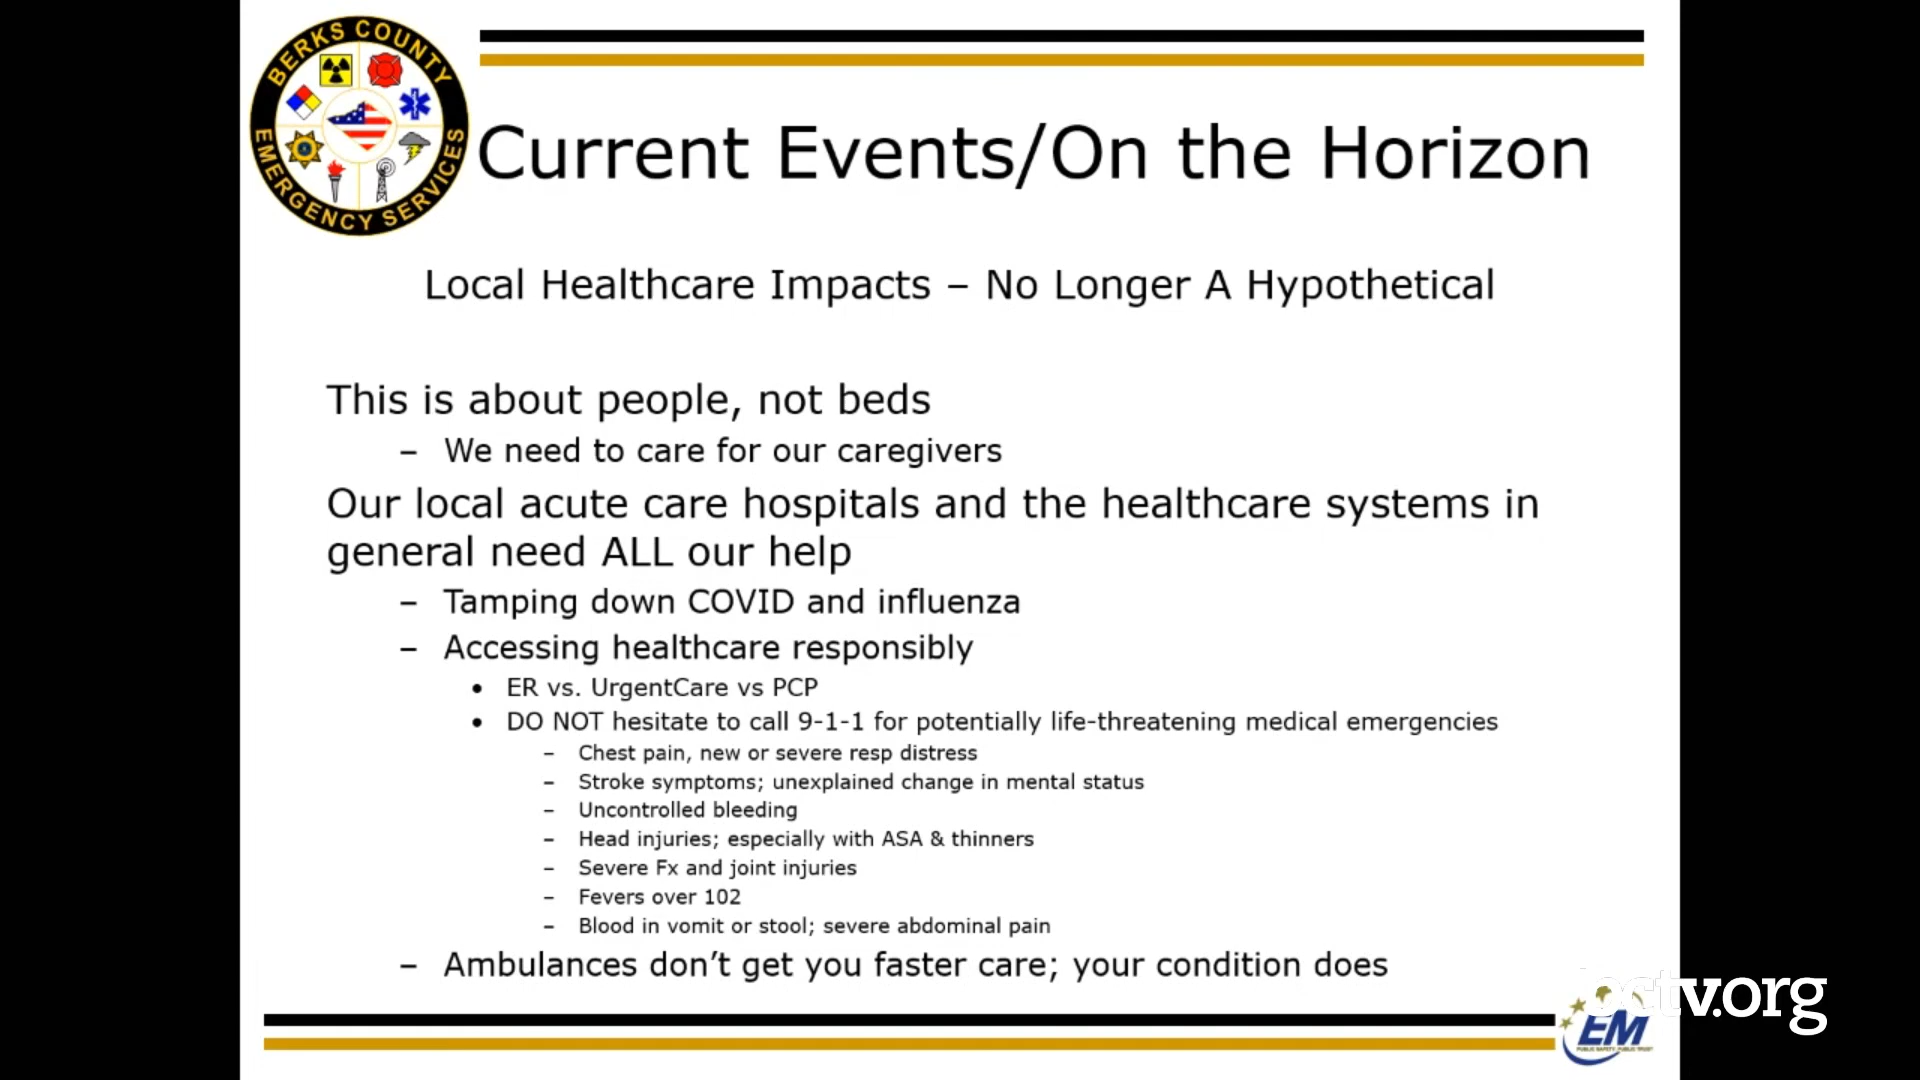 BERKS COUNTY
EMERGENCY SERVICES
Current Events/On the Horizon
Local Healthcare Impacts – No Longer A Hypothetical
This is about people, not beds
– We need to care for our caregivers
Our local acute care hospitals and the healthcare systems in
general need ALL our help
– Tamping down COVID and influenza
– Accessing healthcare responsibly
• ER vs. UrgentCare vs PCP
• DO NOT hesitate to call 9-1-1 for potentially life-threatening medical emergencies
– Chest pain, new or severe resp distress
– Stroke symptoms; unexplained change in mental status
– Uncontrolled bleeding
– Head injuries; especially with ASA & thinners
– Severe Fx and joint injuries
– Fevers over 102
– Blood in vomit or stool; severe abdominal pain
– Ambulances don’t get you faster care; your condition does
bctv.org
EM
PUBLIC SAFETY, PUBLIC TRUST